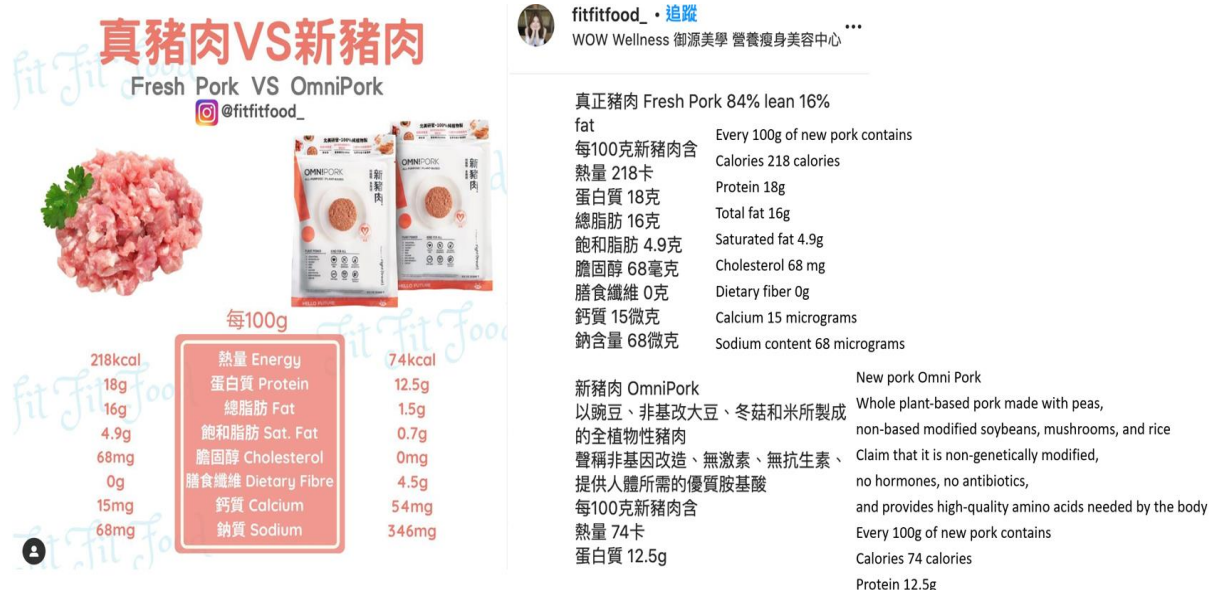 真豬肉VS新豬肉
Fresh Pork VS OmniPork
@fitfitfood_
OMNIPORK
新豬肉
OMNIPORK
新豬肉
每100g
218kcal 熱量 Energy 74kcal
18g 蛋白質 Protein 12.5g
16g 總脂肪 Fat 1.5g
4.9g 飽和脂肪 Sat. Fat 0.7g
68mg 膽固醇 Cholesterol 0mg
0g 膳食纖維 Dietary Fibre 4.5g
15mg 鈣質 Calcium 54mg
68mg 鈉質 Sodium 346mg
fit Fit Food
fitfitfood_ • 追蹤
WOW Wellness 御源美學 營養瘦身美容中心
真正豬肉 Fresh Pork 84% lean 16%
fat
每100克新豬肉含
熱量 218卡
蛋白質 18克
總脂肪 16克
飽和脂肪 4.9克
膽固醇 68毫克
膳食纖維 0克
鈣質 15微克
鈉含量 68微克
Every 100g of new pork contains
Calories 218 calories
Protein 18g
Total fat 16g
Saturated fat 4.9g
Cholesterol 68 mg
Dietary fiber 0g
Calcium 15 micrograms
Sodium content 68 micrograms
新豬肉 OmniPork
以豌豆、非基改大豆、冬菇和米所製成
的全植物性豬肉
聲稱非基因改造、無激素、無抗生素、
提供人體所需的優質胺基酸
每100克新豬肉含
熱量 74卡
蛋白質 12.5g
New pork Omni Pork
Whole plant-based pork made with peas,
non-based modified soybeans, mushrooms, and rice
Claim that it is non-genetically modified,
no hormones, no antibiotics,
and provides high-quality amino acids needed by the body
Every 100g of new pork contains
Calories 74 calories
Protein 12.5g